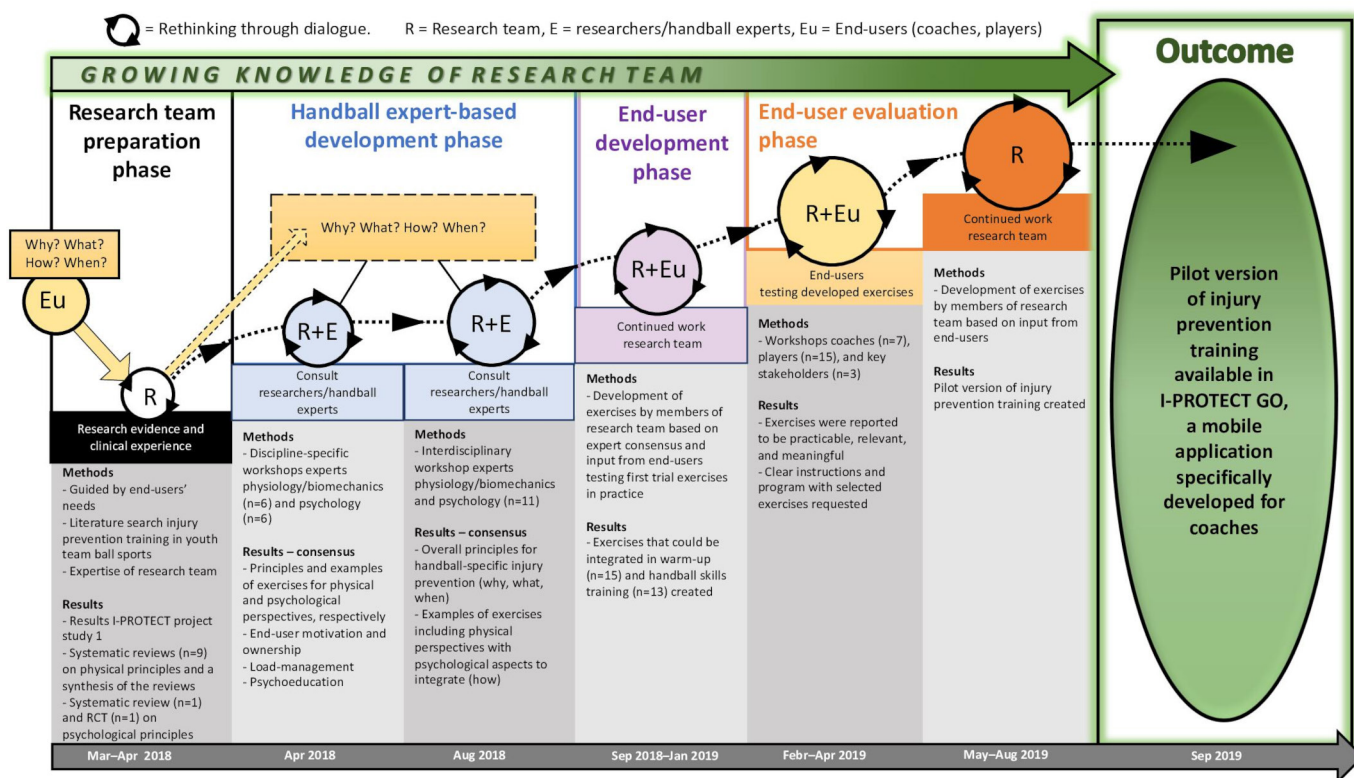 = Rethinking through dialogue. R = Research team, E = researchers/handball experts, Eu = End-users (coaches, players)
GROWING KNOWLEDGE OF RESEARCH TEAM
Outcome
Research team
preparation
phase
Why? What?
How? When?
Eu
R
Research evidence and
clinical experience
Methods
- Guided by end-users'
needs
- Literature search injury
prevention training in youth
team ball sports
- Expertise of research team
Results
- Results I-PROTECT project
study 1
- Systematic reviews (n=9)
on physical principles and a
synthesis of the reviews
- Systematic review (n=1)
and RCT (n=1) on
psychological principles
Mar–Apr 2018
Handball expert-based
development phase
Why? What? How? When?
R+E
Consult
researchers/handball
experts
Methods
- Discipline-specific
workshops experts
physiology/biomechanics
(n=6) and psychology
(n=6)
Results – consensus
- Principles and examples
of exercises for physical
and psychological
perspectives, respectively
- End-user motivation and
ownership
- Load-management
- Psychoeducation
Apr 2018
R+E
Consult
researchers/handball
experts
Methods
- Interdisciplinary
workshop experts
physiology/biomechanics
and psychology (n=11)
Results – consensus
- Overall principles for
handball-specific injury
prevention (why, what,
when)
- Examples of exercises
including physical
perspectives with
psychological aspects to
integrate (how)
Aug 2018
End-user
development
phase
R+Eu
Continued work
research team
Methods
- Development of
exercises by members of
research team based on
expert consensus and
input from end-users
testing first trial exercises
in practice
Results
- Exercises that could be
integrated in warm-up
(n=15) and handball skills
training (n=13) created
Sep 2018–Jan 2019
End-user evaluation
phase
R+Eu
End-users
testing developed exercises
Methods
- Workshops coaches (n=7),
players (n=15), and key
stakeholders (n=3)
Results
- Exercises were reported
to be practicable, relevant,
and meaningful
- Clear instructions and
program with selected
exercises requested
Febr–Apr 2019
R
Continued work
research team
Methods
- Development of exercises
by members of research
team based on input from
end-users
Results
Pilot version of injury
prevention training created
May–Aug 2019
Pilot version
of injury
prevention
training
available in
I-PROTECT GO,
a mobile
application
specifically
developed for
coaches
Sep 2019